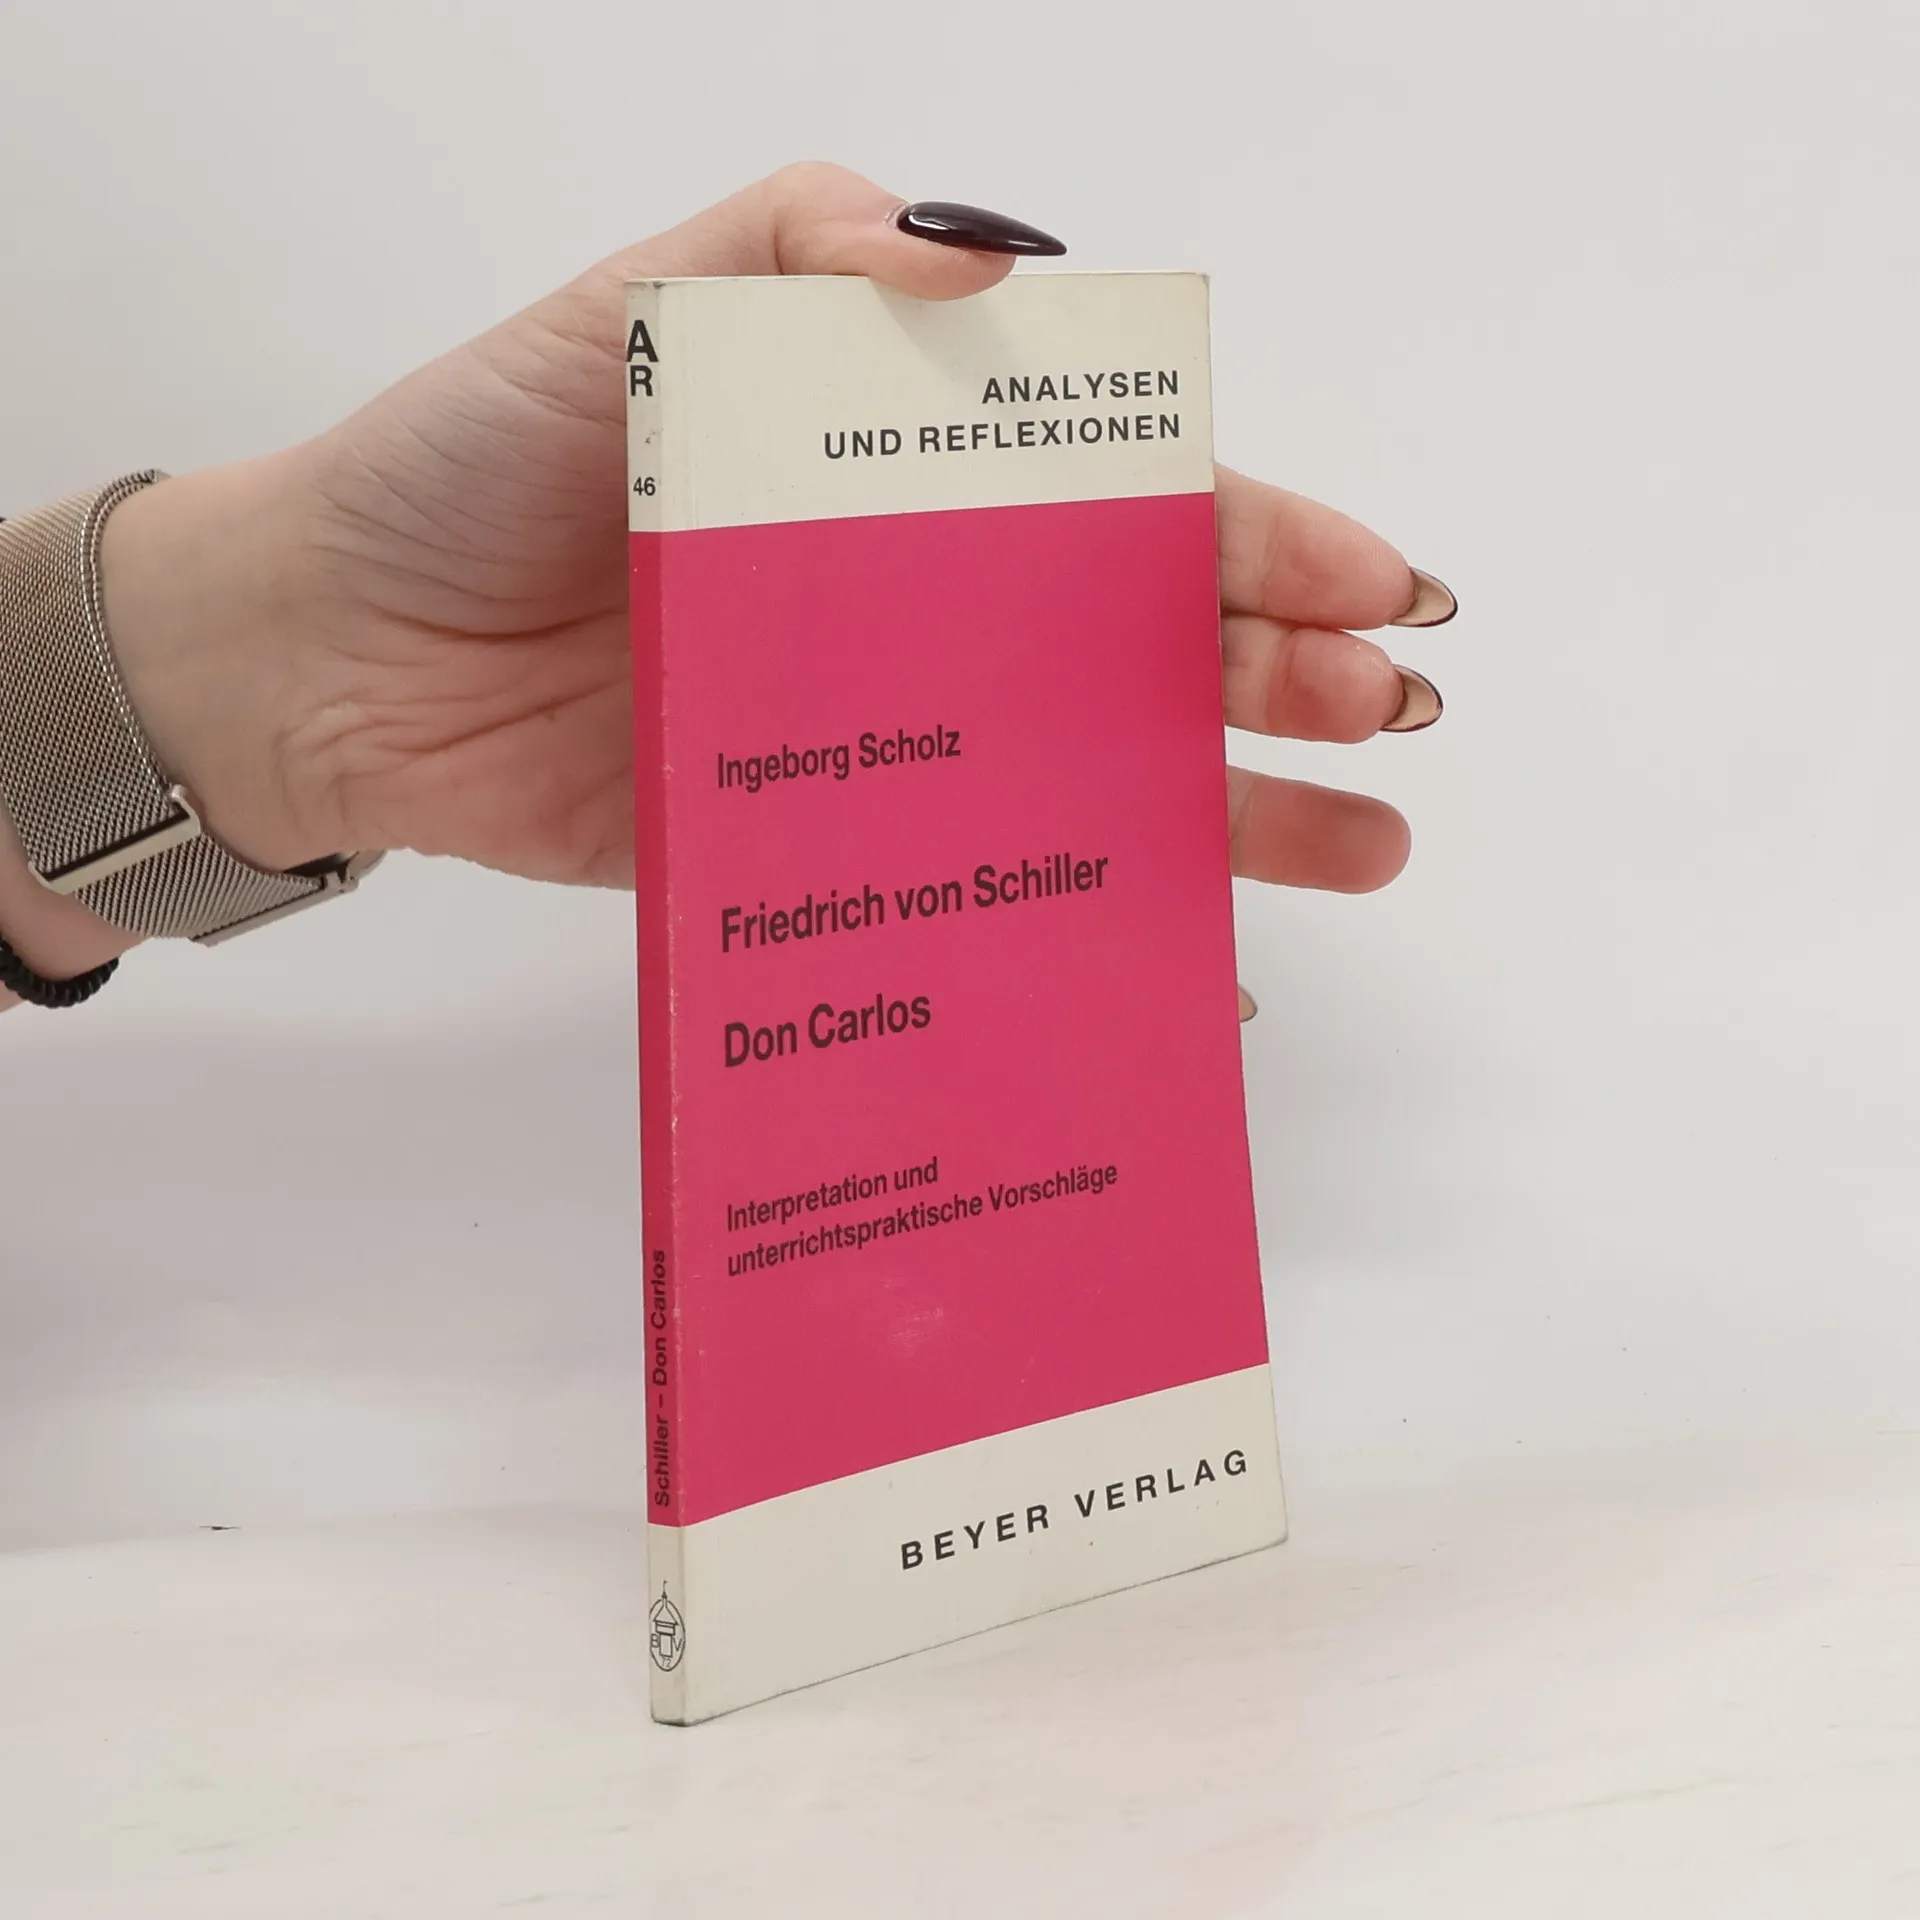 A
R
46
Schiller – Don Carlos
B V
72
ANALYSEN
UND REFLEXIONEN
Ingeborg Scholz
Friedrich von Schiller
Don Carlos
Interpretation und
unterrichtspraktische Vorschläge
BEYER VERLAG